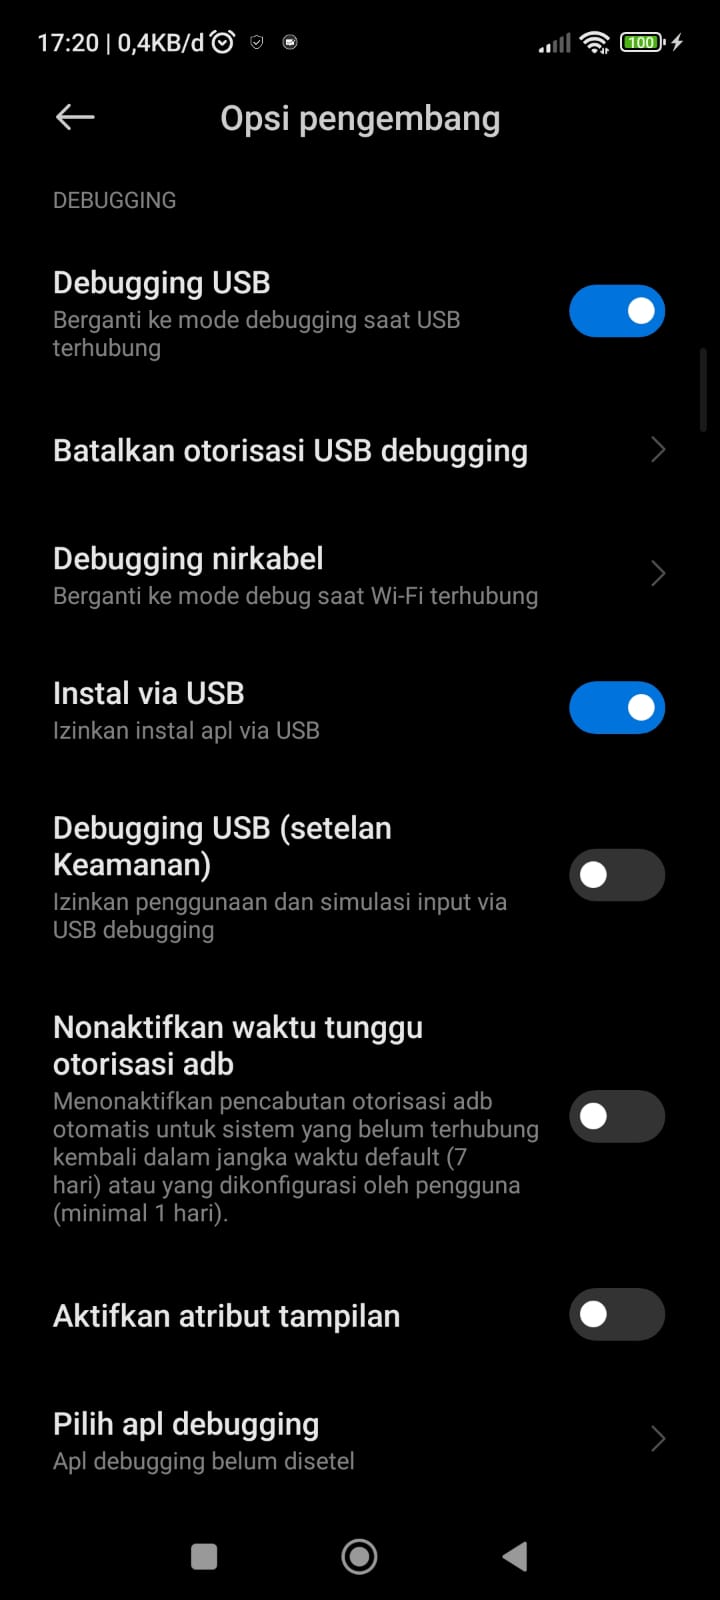 17:20 | 0,4KB/d
100
Opsi pengembang
DEBUGGING
Debugging USB
Berganti ke mode debugging saat USB
terhubung
Batalkan otorisasi USB debugging
Debugging nirkabel
Berganti ke mode debug saat Wi-Fi terhubung
Instal via USB
Izinkan instal apl via USB
Debugging USB (setelan
Keamanan)
Izinkan penggunaan dan simulasi input via
USB debugging
Nonaktifkan waktu tunggu
otorisasi adb
Menonaktifkan pencabutan otorisasi adb
otomatis untuk sistem yang belum terhubung
kembali dalam jangka waktu default (7
hari) atau yang dikonfigurasi oleh pengguna
(minimal 1 hari).
Aktifkan atribut tampilan
Pilih apl debugging
Apl debugging belum disetel